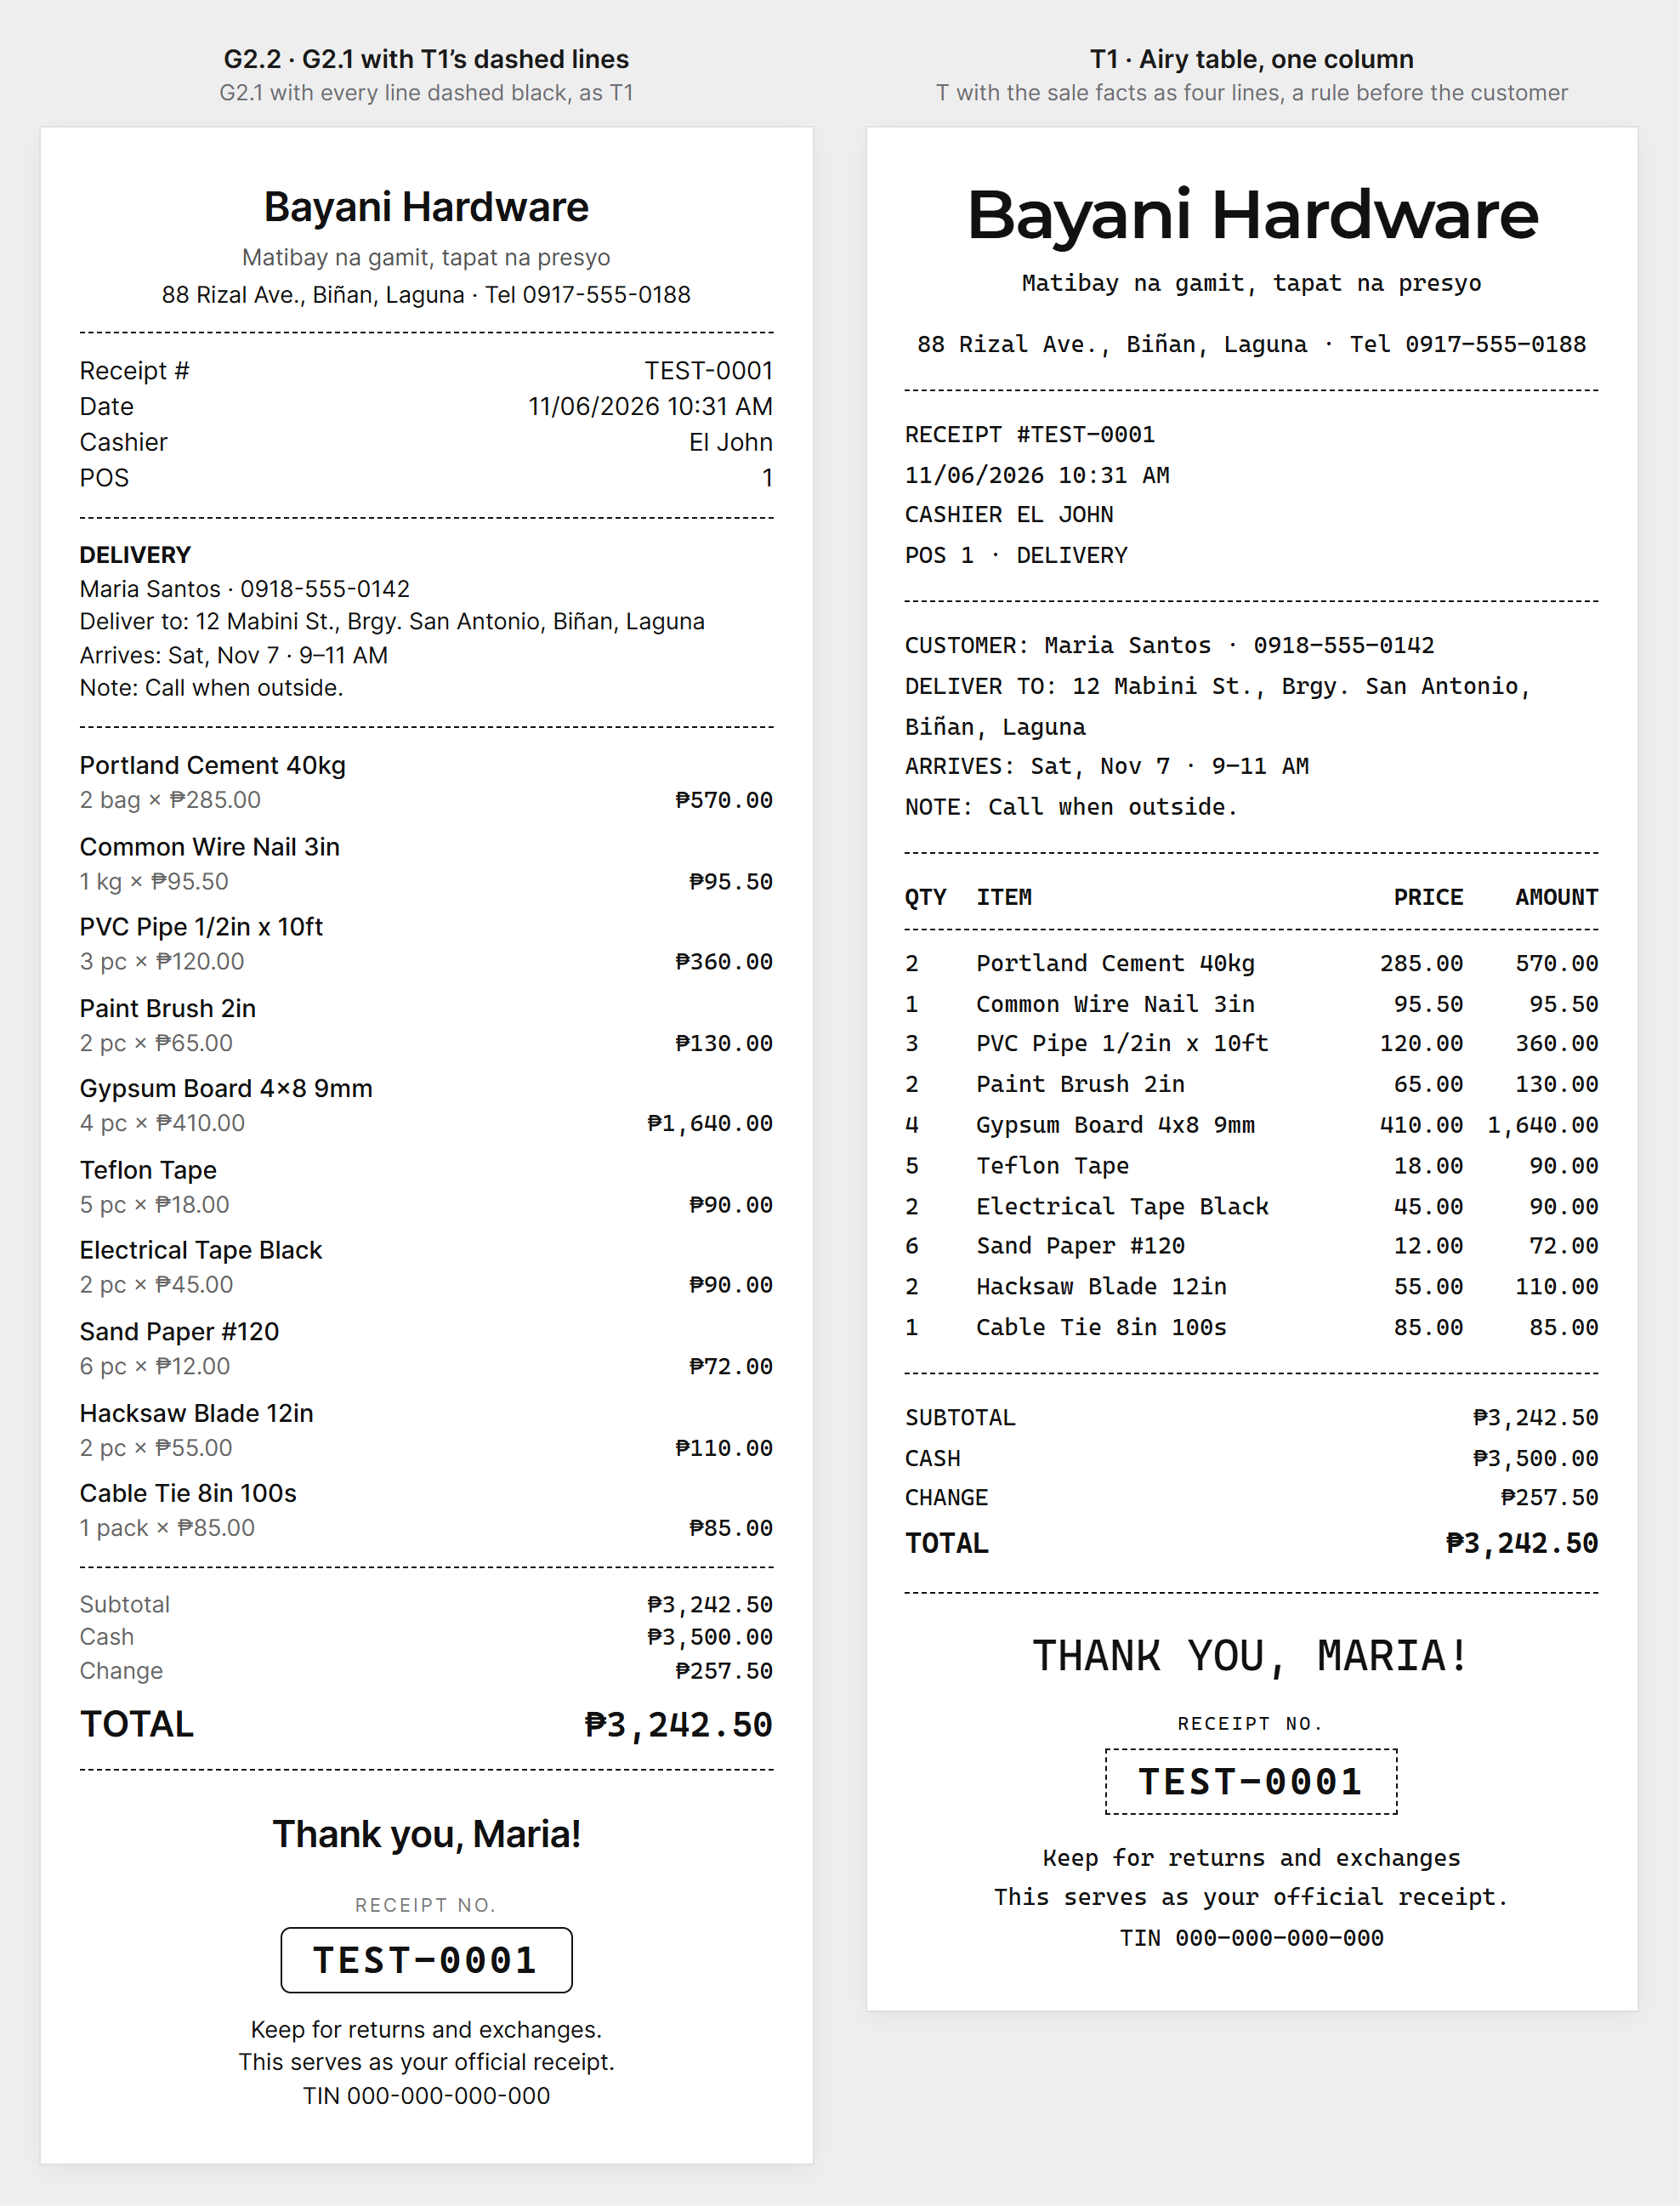 G2.2 · G2.1 with T1’s dashed lines
G2.1 with every line dashed black, as T1
Bayani Hardware
Matibay na gamit, tapat na presyo
88 Rizal Ave., Biñan, Laguna · Tel 0917-555-0188
Receipt # TEST-0001
Date 11/06/2026 10:31 AM
Cashier El John
POS 1
DELIVERY
Maria Santos · 0918-555-0142
Deliver to: 12 Mabini St., Brgy. San Antonio, Biñan, Laguna
Arrives: Sat, Nov 7 · 9–11 AM
Note: Call when outside.
Portland Cement 40kg
2 bag × ₱285.00 ₱570.00
Common Wire Nail 3in
1 kg × ₱95.50 ₱95.50
PVC Pipe 1/2in x 10ft
3 pc × ₱120.00 ₱360.00
Paint Brush 2in
2 pc × ₱65.00 ₱130.00
Gypsum Board 4×8 9mm
4 pc × ₱410.00 ₱1,640.00
Teflon Tape
5 pc × ₱18.00 ₱90.00
Electrical Tape Black
2 pc × ₱45.00 ₱90.00
Sand Paper #120
6 pc × ₱12.00 ₱72.00
Hacksaw Blade 12in
2 pc × ₱55.00 ₱110.00
Cable Tie 8in 100s
1 pack × ₱85.00 ₱85.00
Subtotal ₱3,242.50
Cash ₱3,500.00
Change ₱257.50
TOTAL ₱3,242.50
Thank you, Maria!
RECEIPT NO.
TEST-0001
Keep for returns and exchanges.
This serves as your official receipt.
TIN 000-000-000-000
T1 · Airy table, one column
T with the sale facts as four lines, a rule before the customer
Bayani Hardware
Matibay na gamit, tapat na presyo
88 Rizal Ave., Biñan, Laguna · Tel 0917-555-0188
RECEIPT #TEST-0001
11/06/2026 10:31 AM
CASHIER EL JOHN
POS 1 · DELIVERY
CUSTOMER: Maria Santos · 0918-555-0142
DELIVER TO: 12 Mabini St., Brgy. San Antonio,
Biñan, Laguna
ARRIVES: Sat, Nov 7 · 9–11 AM
NOTE: Call when outside.
QTY ITEM PRICE AMOUNT
2 Portland Cement 40kg 285.00 570.00
1 Common Wire Nail 3in 95.50 95.50
3 PVC Pipe 1/2in x 10ft 120.00 360.00
2 Paint Brush 2in 65.00 130.00
4 Gypsum Board 4x8 9mm 410.00 1,640.00
5 Teflon Tape 18.00 90.00
2 Electrical Tape Black 45.00 90.00
6 Sand Paper #120 12.00 72.00
2 Hacksaw Blade 12in 55.00 110.00
1 Cable Tie 8in 100s 85.00 85.00
SUBTOTAL ₱3,242.50
CASH ₱3,500.00
CHANGE ₱257.50
TOTAL ₱3,242.50
THANK YOU, MARIA!
RECEIPT NO.
TEST-0001
Keep for returns and exchanges
This serves as your official receipt.
TIN 000-000-000-000